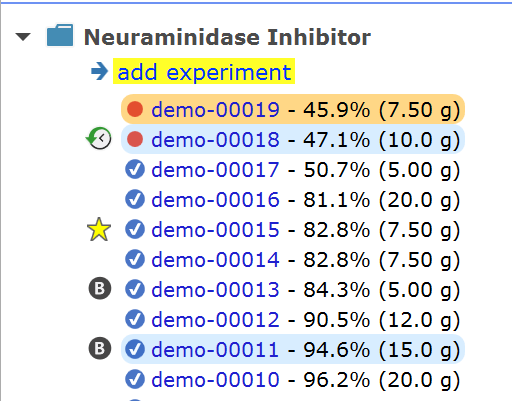 Neuraminidase Inhibitor
add experiment
demo-00019 - 45.9% (7.50 g)
demo-00018 - 47.1% (10.0 g)
demo-00017 - 50.7% (5.00 g)
demo-00016 - 81.1% (20.0 g)
demo-00015 - 82.8% (7.50 g)
demo-00014 - 82.8% (7.50 g)
B demo-00013 - 84.3% (5.00 g)
demo-00012 - 90.5% (12.0 g)
B demo-00011 - 94.6% (15.0 g)
demo-00010 - 96.2% (20.0 g)